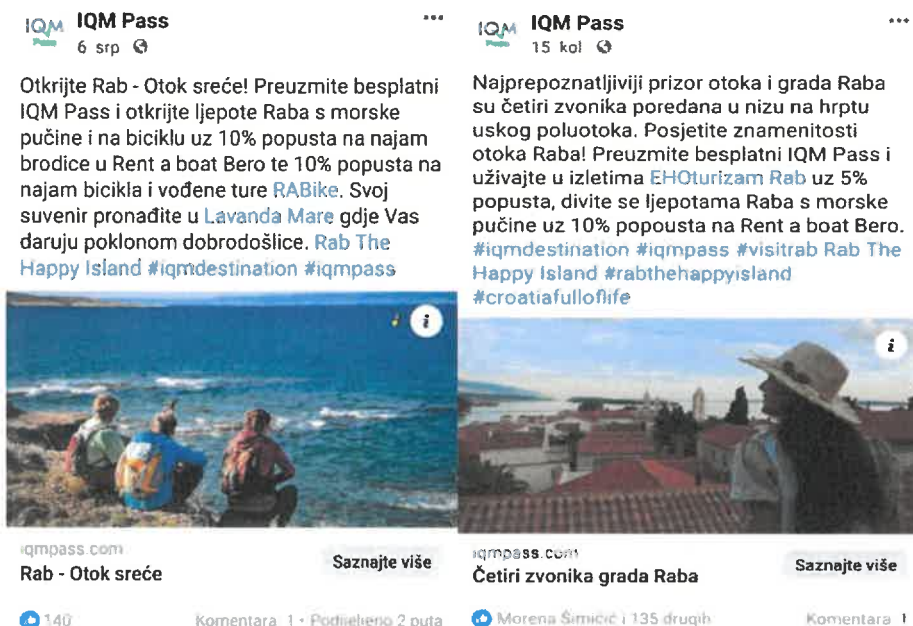 IQM Pass
IQM Pass
6 srp
Otkrijte Rab - Otok sreće! Preuzmite besplatni
IQM Pass i otkrijte ljepote Raba s morske
pučine i na biciklu uz 10% popusta na najam
brodice u Rent a boat Bero te 10% popusta na
najam bicikla i vođene ture RABike. Svoj
suvenir pronađite u Lavanda Mare gdje Vas
daruju poklonom dobrodošlice. Rab The
Happy Island #iqmdestination #iqmpass
i
iqmpass.com
Rab - Otok sreće
Saznajte više
140
Komentara 1 • Podijeljeno 2 puta
IQM Pass
IQM Pass
15 kol
Najprepoznatljiviji prizor otoka i grada Raba
su četiri zvonika poredana u nizu na hrptu
uskog poluotoka. Posjetite znamenitosti
otoka Raba! Preuzmite besplatni IQM Pass i
uživajte u izletima EHOturizam Rab uz 5%
popusta, divite se ljepotama Raba s morske
pučine uz 10% popousta na Rent a boat Bero.
#iqmdestination #iqmpass #visitrab Rab The
Happy Island #rabthehappyisland
#croatiafulloflife
i
iqmpass.com
Četiri zvonika grada Raba
Saznajte više
Morena Šimičić i 135 drugih
Komentara 1